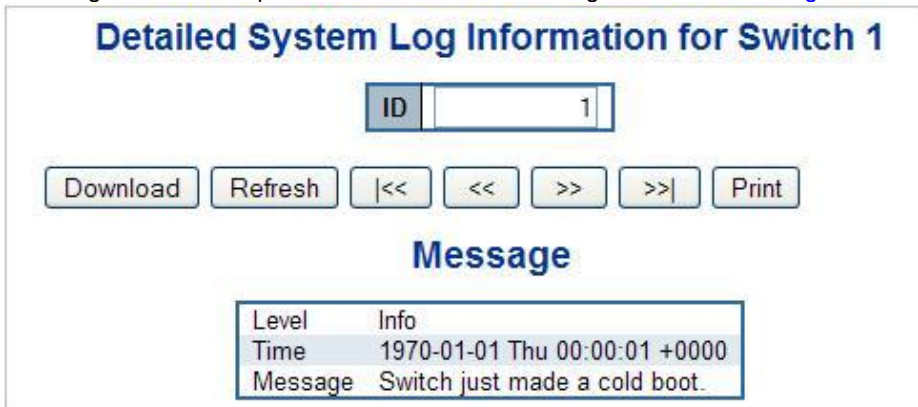 Detailed System Log Information for Switch 1
ID 1
Download Refresh |<< << >> >>| Print
Message
Level Info
Time 1970-01-01 Thu 00:00:01 +0000
Message Switch just made a cold boot.